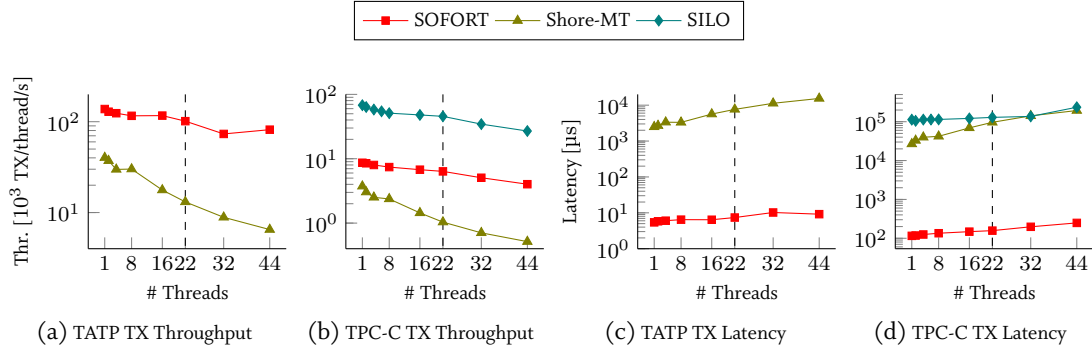 SOFORT Shore-MT SILO
Thr. [10³ TX/thread/s]
10²
10¹
1 8 16 22 32 44
# Threads
(a) TATP TX Throughput
10²
10¹
10⁰
1 8 16 22 32 44
# Threads
(b) TPC-C TX Throughput
Latency [µs]
10⁴
10³
10²
10¹
10⁰
1 8 16 22 32 44
# Threads
(c) TATP TX Latency
10⁵
10⁴
10³
10²
1 8 16 22 32 44
# Threads
(d) TPC-C TX Latency